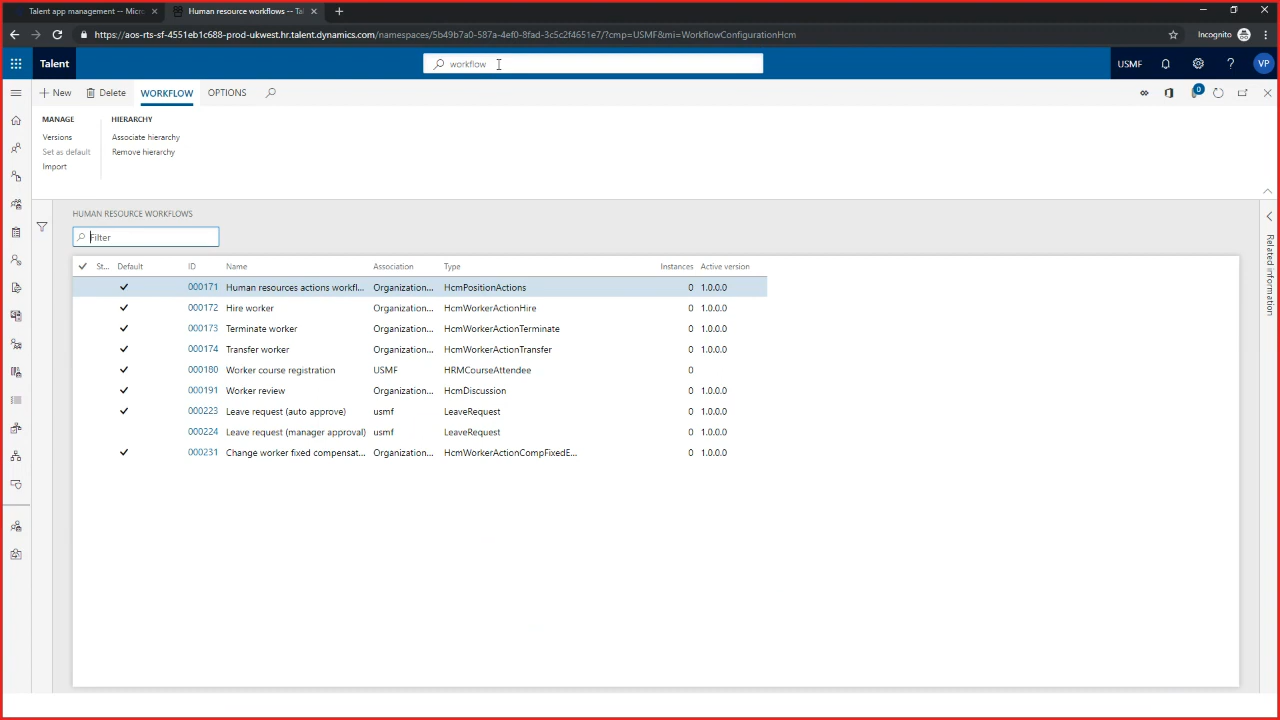 Talent app management -- Micro
Human resource workflows -- Tal
https://aos-rts-sf-4551eb1c688-prod-ukwest.hr.talent.dynamics.com/namespaces/5b49b7a0-587a-4ef0-8fad-3c5c2f4651e7/?cmp=USMF&mi=WorkflowConfigurationHcm
Incognito
Talent
workflow
USMF
?
VP
New
Delete
WORKFLOW
OPTIONS
0
MANAGE
HIERARCHY
Versions
Associate hierarchy
Set as default
Remove hierarchy
Import
HUMAN RESOURCE WORKFLOWS
Filter
Related information
St... Default ID Name Association Type Instances Active version
000171 Human resources actions workfl... Organization... HcmPositionActions 0 1.0.0.0
000172 Hire worker Organization... HcmWorkerActionHire 0 1.0.0.0
000173 Terminate worker Organization... HcmWorkerActionTerminate 0 1.0.0.0
000174 Transfer worker Organization... HcmWorkerActionTransfer 0 1.0.0.0
000180 Worker course registration USMF HRMCourseAttendee 0
000191 Worker review Organization... HcmDiscussion 0 1.0.0.0
000223 Leave request (auto approve) usmf LeaveRequest 0 1.0.0.0
000224 Leave request (manager approval) usmf LeaveRequest 0 1.0.0.0
000231 Change worker fixed compensat... Organization... HcmWorkerActionCompFixedE... 0 1.0.0.0